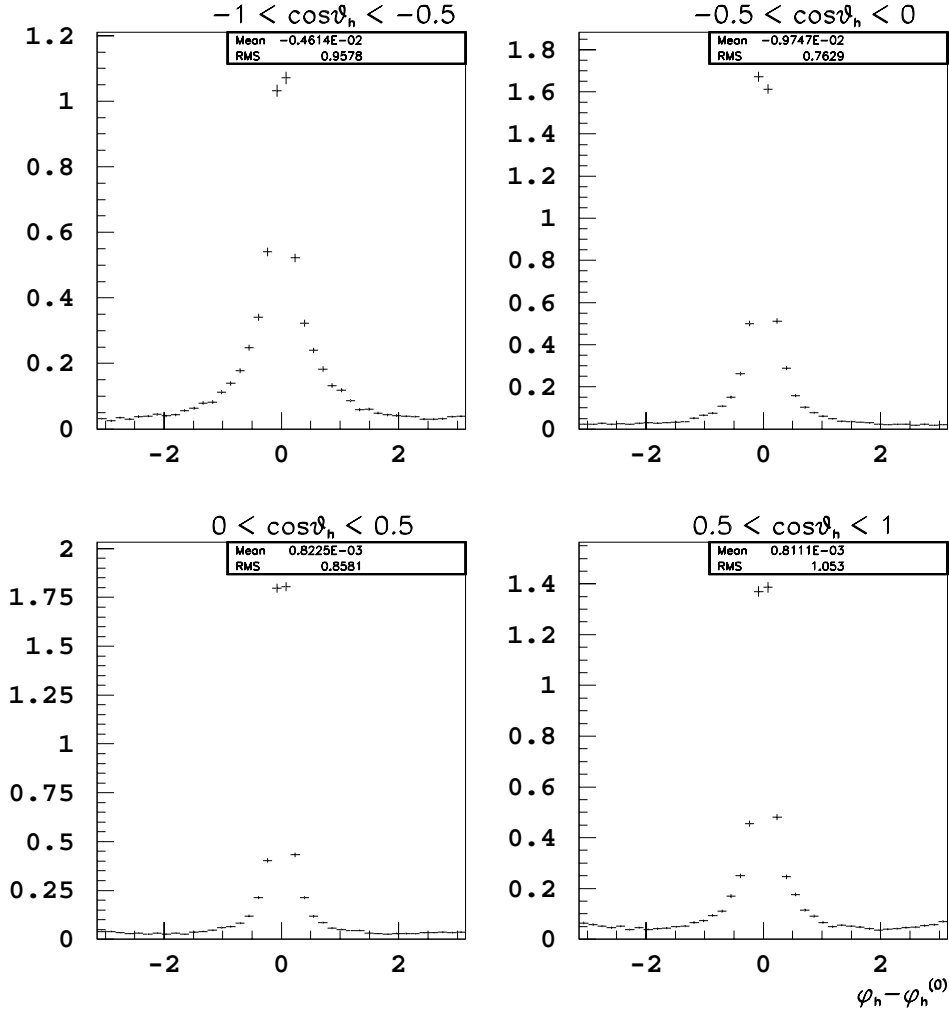 −1 < cosϑₕ < −0.5
Mean −0.4614E−02
RMS 0.9578
1.2
1
0.8
0.6
0.4
0.2
0
−2 0 2
−0.5 < cosϑₕ < 0
Mean −0.9747E−02
RMS 0.7629
1.8
1.6
1.4
1.2
1
0.8
0.6
0.4
0.2
0
−2 0 2
0 < cosϑₕ < 0.5
Mean 0.8225E−03
RMS 0.8581
2
1.75
1.5
1.25
1
0.75
0.5
0.25
0
−2 0 2
0.5 < cosϑₕ < 1
Mean 0.8111E−03
RMS 1.053
1.4
1.2
1
0.8
0.6
0.4
0.2
0
−2 0 2
φₕ−φₕ⁽⁰⁾